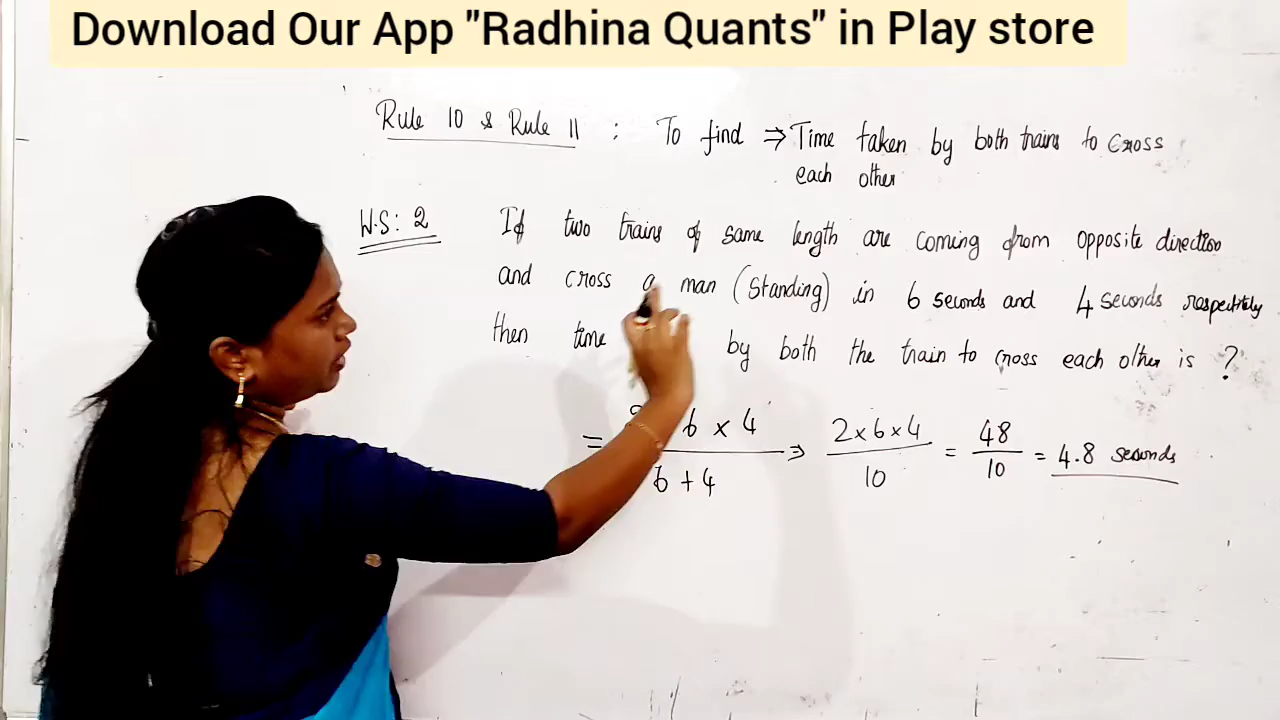 Download Our App "Radhina Quants" in Play store
Rule 10 & Rule 11 : To find ⇒ Time taken by both trains to cross
each other
W.S: 2 If two trains of same length are coming from opposite direction
and cross a man (standing) in 6 seconds and 4 seconds respectively
then time by both the train to cross each other is ?
= 6 x 4 / 6 + 4 ⇒ 2 x 6 x 4 / 10 = 48 / 10 = 4.8 seconds